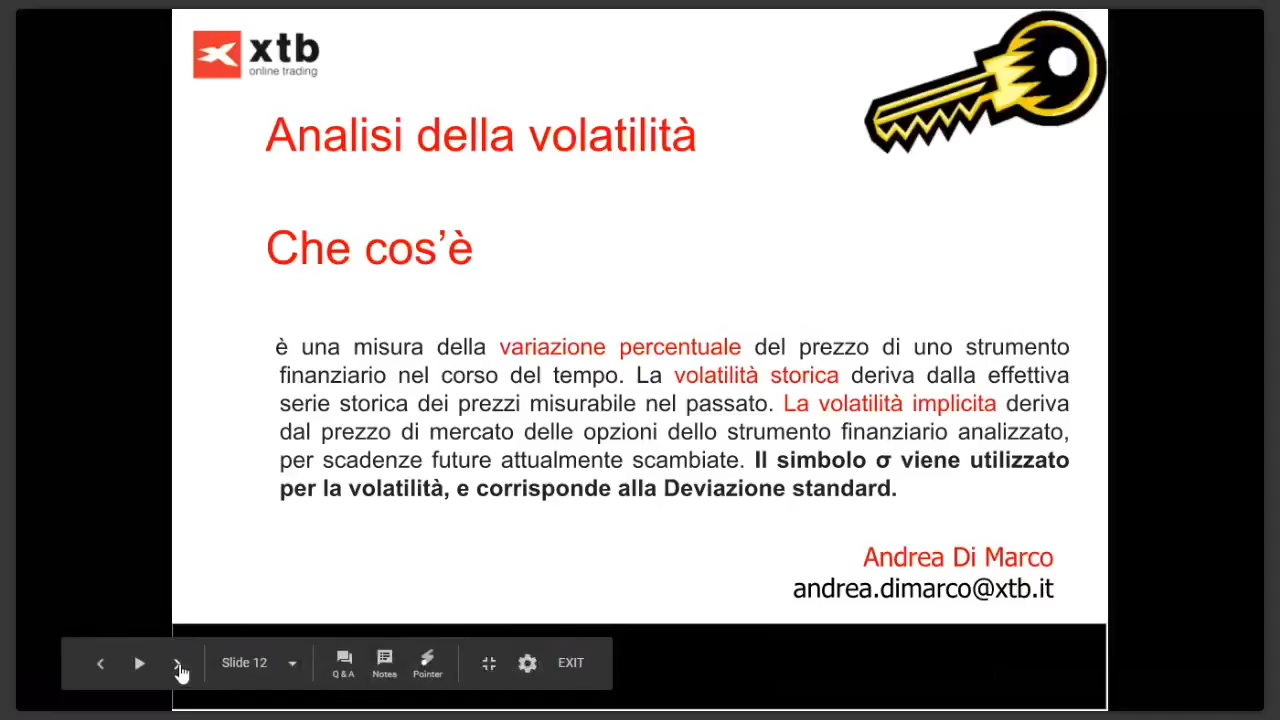 xtb
online trading
Analisi della volatilità
Che cos’è
è una misura della variazione percentuale del prezzo di uno strumento
finanziario nel corso del tempo. La volatilità storica deriva dalla effettiva
serie storica dei prezzi misurabile nel passato. La volatilità implicita deriva
dal prezzo di mercato delle opzioni dello strumento finanziario analizzato,
per scadenze future attualmente scambiate. Il simbolo σ viene utilizzato
per la volatilità, e corrisponde alla Deviazione standard.
Andrea Di Marco
andrea.dimarco@xtb.it
Slide 12
Q & A
Notes
Pointer
EXIT